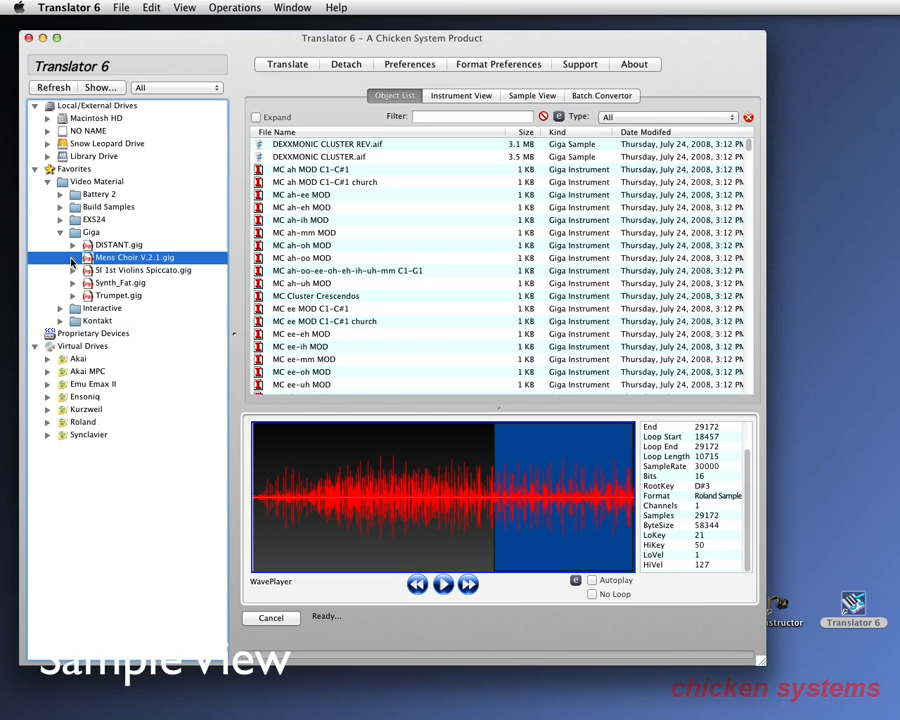 Translator 6 File Edit View Operations Window Help
Translator 6 – A Chicken System Product
Translator 6
Translate Detach Preferences Format Preferences Support About
Refresh Show... All
Object List Instrument View Sample View Batch Convertor
Expand Filter: e Type: All
File Name Size Kind Date Modifed
Local/External Drives
Macintosh HD
NO NAME
Snow Leopard Drive
Library Drive
Favorites
Video Material
Battery 2
Build Samples
EXS24
Giga
DISTANT.gig
Mens Choir V.2.1.gig
SI 1st Violins Spiccato.gig
Synth_Fat.gig
Trumpet.gig
Interactive
Kontakt
Proprietary Devices
Virtual Drives
Akai
Akai MPC
Emu Emax II
Ensoniq
Kurzweil
Roland
Synclavier
DEXXMONIC CLUSTER REV.aif 3.1 MB Giga Sample Thursday, July 24, 2008, 3:12 PM
DEXXMONIC CLUSTER.aif 3.5 MB Giga Sample Thursday, July 24, 2008, 3:12 PM
MC ah MOD C1-C#1 1 KB Giga Instrument Thursday, July 24, 2008, 3:12 PM
MC ah MOD C1-C#1 church 1 KB Giga Instrument Thursday, July 24, 2008, 3:12 PM
MC ah-ee MOD 1 KB Giga Instrument Thursday, July 24, 2008, 3:12 PM
MC ah-eh MOD 1 KB Giga Instrument Thursday, July 24, 2008, 3:12 PM
MC ah-ih MOD 1 KB Giga Instrument Thursday, July 24, 2008, 3:12 PM
MC ah-mm MOD 1 KB Giga Instrument Thursday, July 24, 2008, 3:12 PM
MC ah-oh MOD 1 KB Giga Instrument Thursday, July 24, 2008, 3:12 PM
MC ah-oo MOD 1 KB Giga Instrument Thursday, July 24, 2008, 3:12 PM
MC ah-oo-ee-oh-eh-ih-uh-mm C1-G1 1 KB Giga Instrument Thursday, July 24, 2008, 3:12 PM
MC ah-uh MOD 1 KB Giga Instrument Thursday, July 24, 2008, 3:12 PM
MC Cluster Crescendos 1 KB Giga Instrument Thursday, July 24, 2008, 3:12 PM
MC ee MOD C1-C#1 1 KB Giga Instrument Thursday, July 24, 2008, 3:12 PM
MC ee MOD C1-C#1 church 1 KB Giga Instrument Thursday, July 24, 2008, 3:12 PM
MC ee-eh MOD 1 KB Giga Instrument Thursday, July 24, 2008, 3:12 PM
MC ee-ih MOD 1 KB Giga Instrument Thursday, July 24, 2008, 3:12 PM
MC ee-mm MOD 1 KB Giga Instrument Thursday, July 24, 2008, 3:12 PM
MC ee-oh MOD 1 KB Giga Instrument Thursday, July 24, 2008, 3:12 PM
MC ee-uh MOD 1 KB Giga Instrument Thursday, July 24, 2008, 3:12 PM
End 29172
Loop Start 18457
Loop End 29172
Loop Length 10715
SampleRate 30000
Bits 16
RootKey D#3
Format Roland Sample
Channels 1
Samples 29172
ByteSize 58344
LoKey 21
HiKey 50
LoVel 1
HiVel 127
WavePlayer
e Autoplay
No Loop
Cancel Ready...
nstructor Translator 6
Sample View
chicken systems